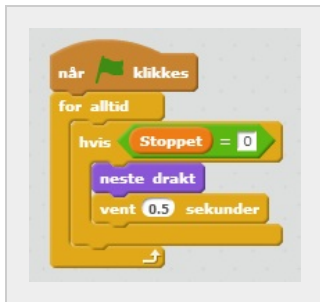 når klikkes
for alltid
hvis Stoppet = 0
neste drakt
vent 0.5 sekunder